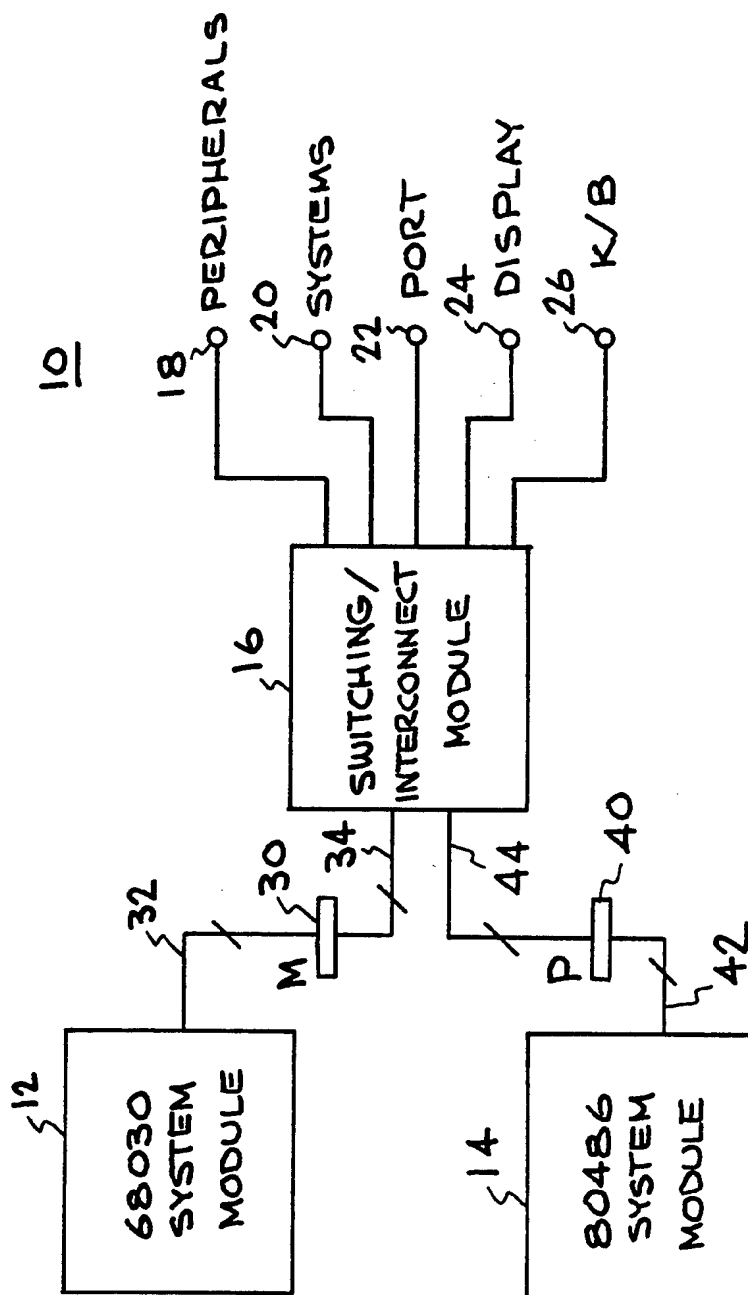 10
12
68030
SYSTEM
MODULE
32
M
30
34
16
SWITCHING/
INTERCONNECT
MODULE
18
PERIPHERALS
20
SYSTEMS
22
PORT
24
DISPLAY
26
K/B
14
80486
SYSTEM
MODULE
42
P
40
44